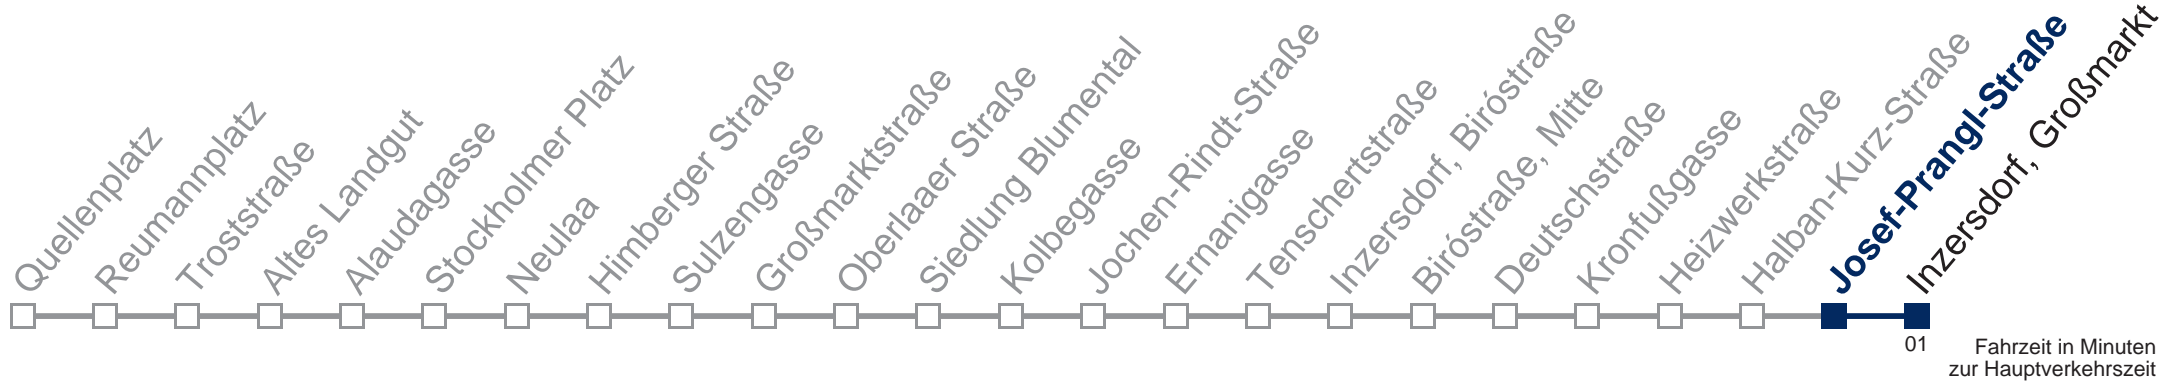 Quellenplatz
Reumannplatz
Troststraße
Altes Landgut
Alaudagasse
Stockholmer Platz
Neulaa
Himberger Straße
Sulzengasse
Großmarktstraße
Oberlaaer Straße
Siedlung Blumental
Kolbegasse
Jochen-Rindt-Straße
Ernanigasse
Tenschertstraße
Inzersdorf, Biróstraße
Biróstraße, Mitte
Deutschstraße
Kronfußgasse
Heizwerkstraße
Halban-Kurz-Straße
Josef-Prangl-Straße
Inzersdorf, Großmarkt
01
Fahrzeit in Minuten
zur Hauptverkehrszeit